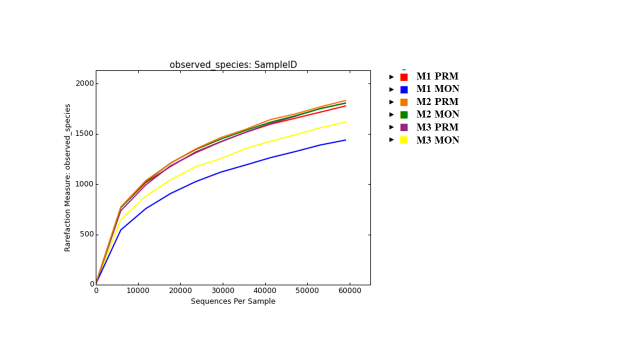 observed_species: SampleID
2000
1500
1000
500
0
Rarefaction Measure: observed_species
0 10000 20000 30000 40000 50000 60000
Sequences Per Sample
M1 PRM
M1 MON
M2 PRM
M2 MON
M3 PRM
M3 MON